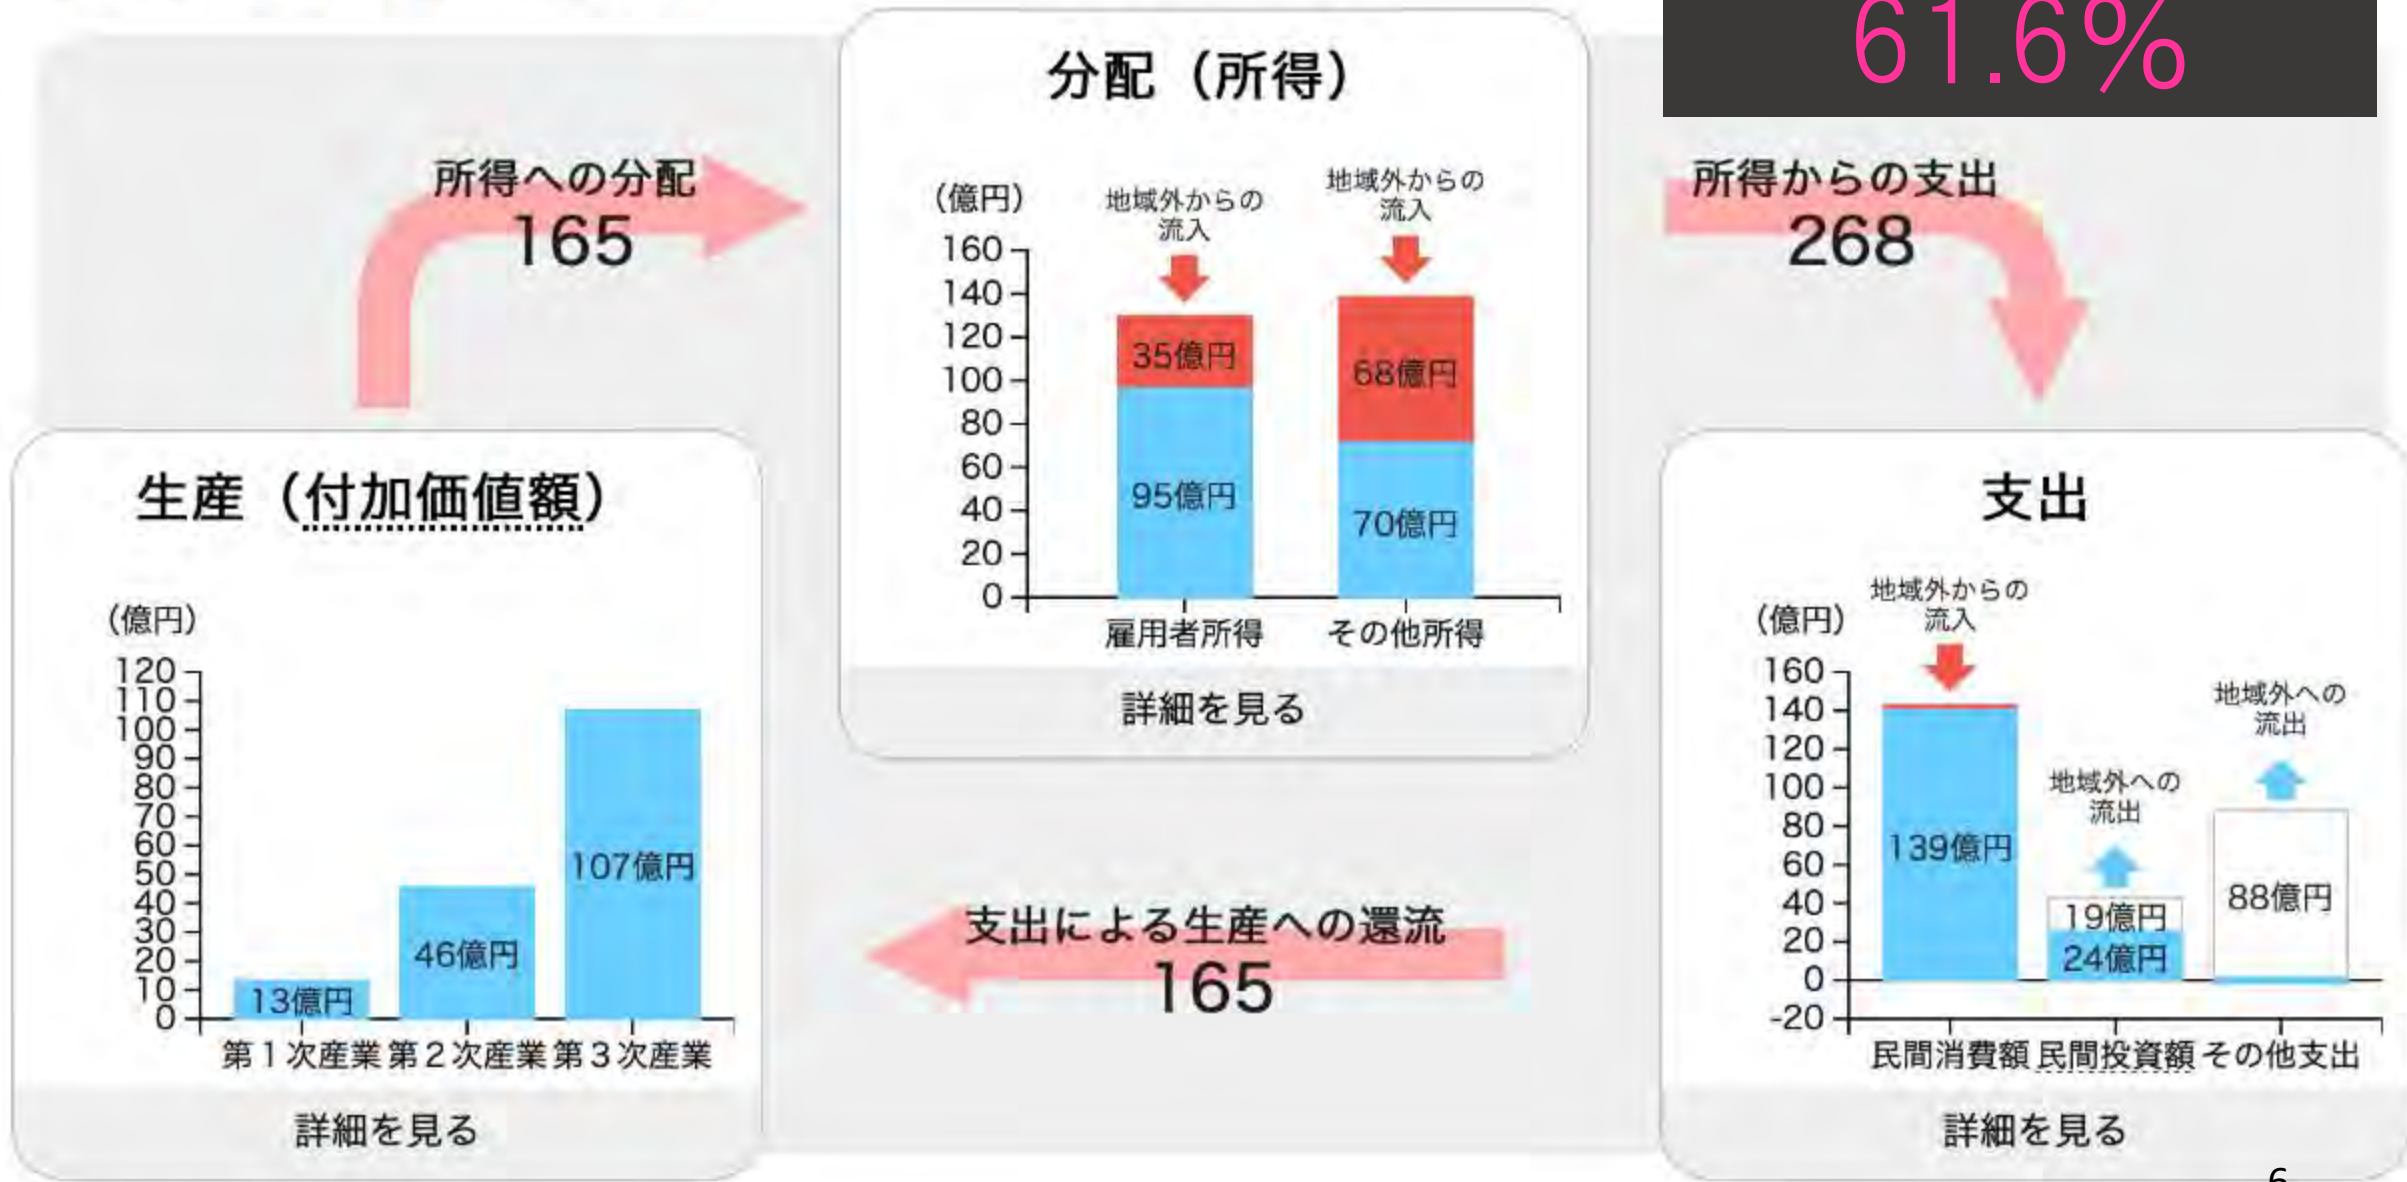 61.6%
分配（所得）
所得への分配
165
（億円）
地域外からの
流入
地域外からの
流入
160
140
120
100
80
60
40
20
0
35億円
95億円
68億円
70億円
雇用者所得
その他所得
詳細を見る
所得からの支出
268
生産（付加価値額）
（億円）
120
110
100
90
80
70
60
50
40
30
20
10
0
13億円
46億円
107億円
第１次産業
第２次産業
第３次産業
詳細を見る
支出による生産への還流
165
支出
（億円）
地域外からの
流入
地域外への
流出
地域外への
流出
160
140
120
100
80
60
40
20
0
-20
139億円
19億円
24億円
88億円
民間消費額
民間投資額
その他支出
詳細を見る
6